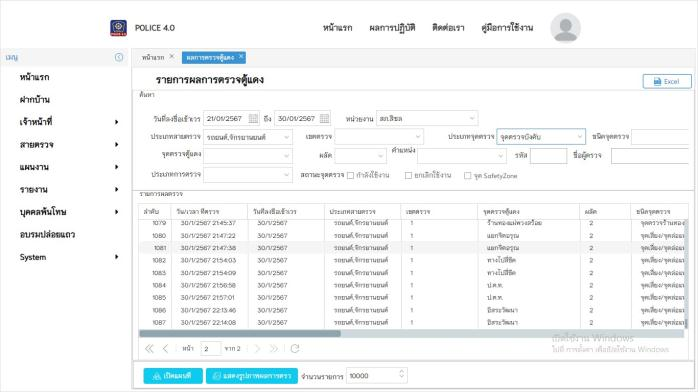 POLICE 4.0
POLICE 4.0 หน้าแรก ผลการปฏิบัติ ติดต่อเรา คู่มือการใช้งาน
เมนู
หน้าแรก
ฝากบ้าน
เจ้าหน้าที่
สายตรวจ
แผนงาน
รายงาน
บุคคลพ้นโทษ
อบรมปล่อยแถว
System
หน้าแรก × ผลการตรวจตู้แดง ×
รายการผลการตรวจตู้แดง
Excel
ค้นหา
วันที่ลงชื่อเข้าเวร 21/01/2567 ถึง 30/01/2567 หน่วยงาน สภ.สิชล
ประเภทสายตรวจ รถยนต์,จักรยานยนต์ เขตตรวจ ประเภทจุดตรวจ จุดตรวจบังคับ ชนิดจุดตรวจ
จุดตรวจตู้แดง ผลัด ตำแหน่ง รหัส ชื่อผู้ตรวจ
ประเภทการตรวจ สถานะจุดตรวจ กำลังใช้งาน ยกเลิกใช้งาน จุด SafetyZone
รายการผลตรวจ
ลำดับ วัน/เวลา ที่ตรวจ วันที่ลงชื่อเข้าเวร ประเภทสายตรวจ เขตตรวจ จุดตรวจตู้แดง ผลัด ชนิดจุดตรวจ
1079 30/1/2567 21:45:37 30/1/2567 รถยนต์,จักรยานยนต์ 1 ร้านทองแม่พวงสร้อย 2 จุดตรวจร้านทอง
1080 30/1/2567 21:47:22 30/1/2567 รถยนต์,จักรยานยนต์ 1 แยกจิตอรุณ 2 จุดเสี่ยง/จุดล่อแห
1081 30/1/2567 21:47:38 30/1/2567 รถยนต์,จักรยานยนต์ 1 แยกจิตอรุณ 2 จุดเสี่ยง/จุดล่อแห
1082 30/1/2567 21:54:03 30/1/2567 รถยนต์,จักรยานยนต์ 1 ทางไปสี่ขีด 2 จุดเสี่ยง/จุดล่อแห
1083 30/1/2567 21:54:09 30/1/2567 รถยนต์,จักรยานยนต์ 1 ทางไปสี่ขีด 2 จุดเสี่ยง/จุดล่อแห
1084 30/1/2567 21:56:58 30/1/2567 รถยนต์,จักรยานยนต์ 1 ป.ต.ท. 2 จุดเสี่ยง/จุดล่อแห
1085 30/1/2567 21:57:01 30/1/2567 รถยนต์,จักรยานยนต์ 1 ป.ต.ท. 2 จุดเสี่ยง/จุดล่อแห
1086 30/1/2567 22:13:46 30/1/2567 รถยนต์,จักรยานยนต์ 1 อิสระวัฒนา 2 จุดเสี่ยง/จุดล่อแห
1087 30/1/2567 22:14:08 30/1/2567 รถยนต์,จักรยานยนต์ 1 อิสระวัฒนา 2 จุดเสี่ยง/จุดล่อแห
เปิดใช้งาน Windows
ไปที่ การตั้งค่า เพื่อเปิดใช้งาน Windows
หน้า 2 จาก 2
เปิดแผนที่ แสดงรูปภาพผลการตรว จำนวนรายการ 10000